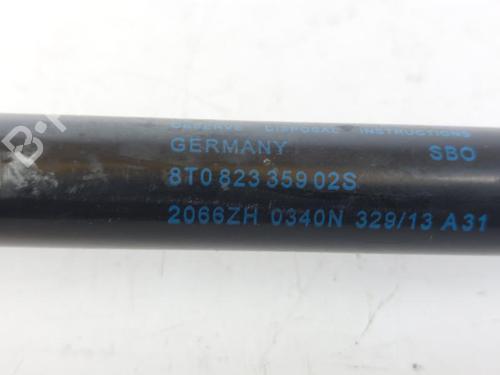 OBSERVE DISPOSAL INSTRUCTIONS
GERMANY SBO
8T0 823 359 02S
2066ZH 0340N 329/13 A31